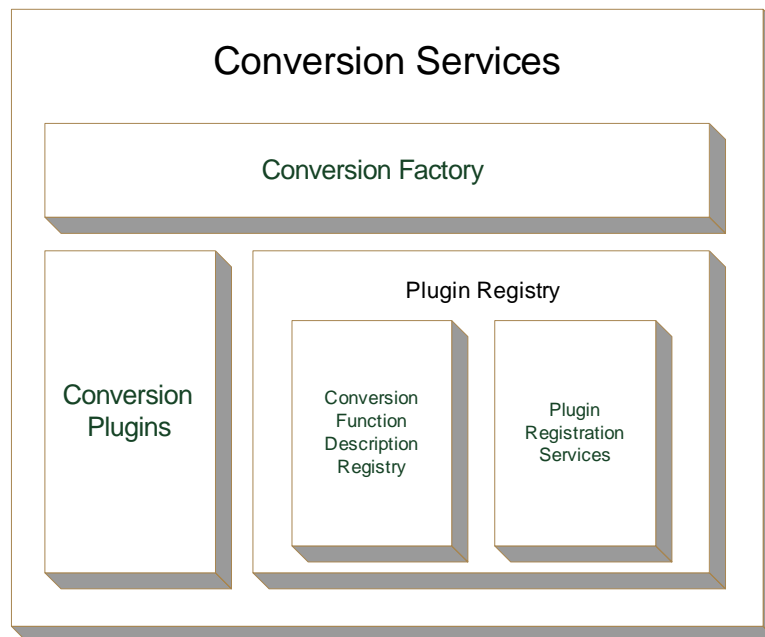 Conversion Services
Conversion Factory
Plugin Registry
Conversion
Plugins
Conversion
Function
Description
Registry
Plugin
Registration
Services